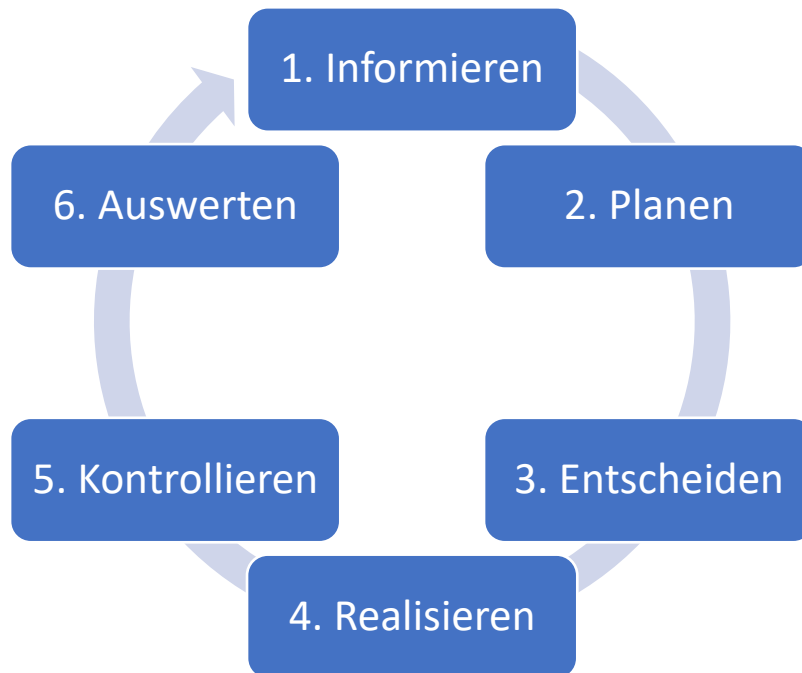 1. Informieren
2. Planen
3. Entscheiden
4. Realisieren
5. Kontrollieren
6. Auswerten